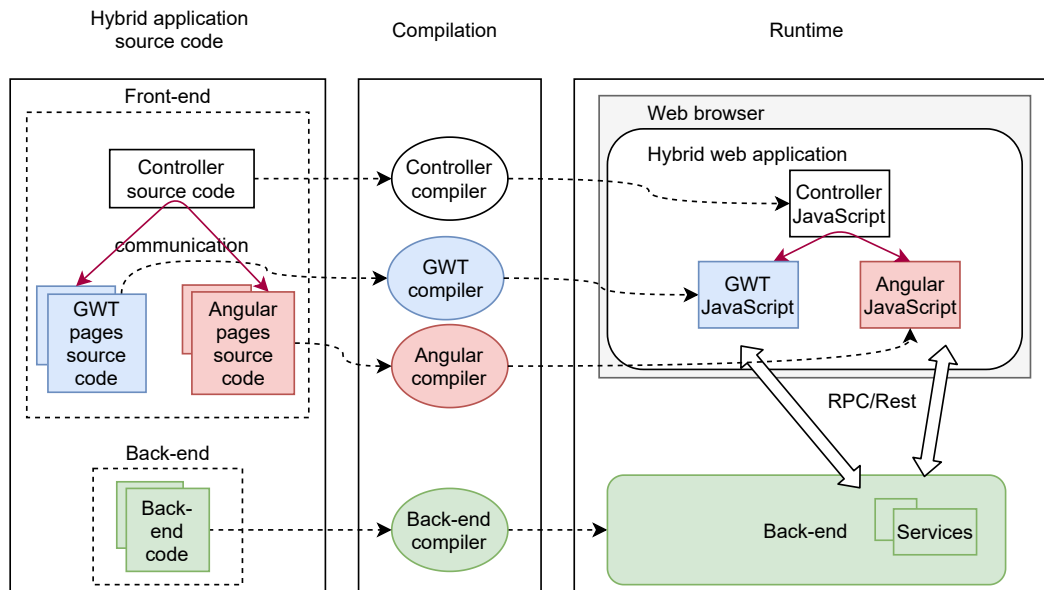 Hybrid application
source code
Compilation
Runtime
Front-end
Controller
source code
communication
GWT
pages
source
code
Angular
pages
source
code
Back-end
Back-
end
code
Controller
compiler
GWT
compiler
Angular
compiler
Back-end
compiler
Web browser
Hybrid web application
Controller
JavaScript
GWT
JavaScript
Angular
JavaScript
RPC/Rest
Back-end
Services